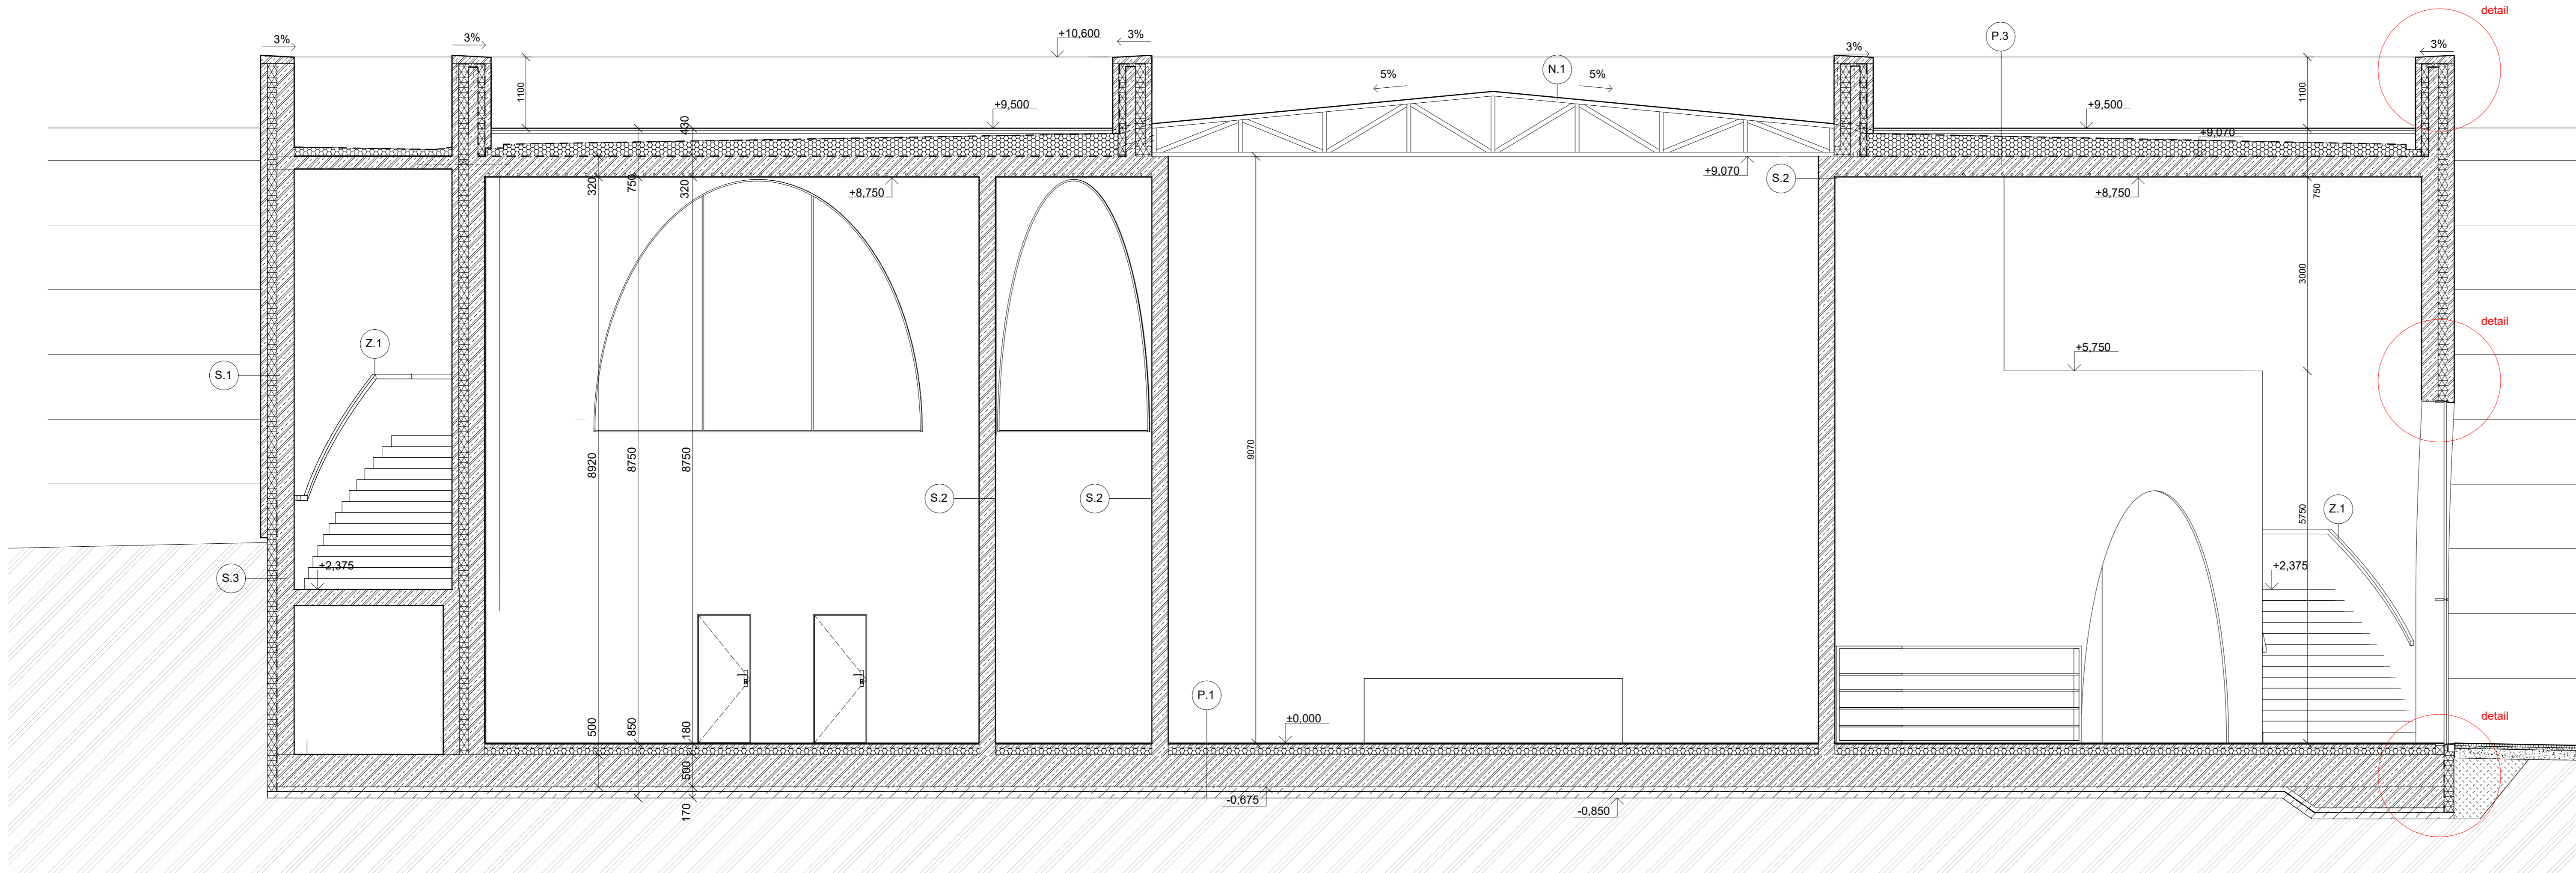 detail
3%
3%
+10,600
3%
P.3
3%
3%
N.1
5%
5%
1100
+9,500
430
1100
+9,500
+9,070
320
750
320
+8,750
+9,070
S.2
+8,750
750
3000
detail
Z.1
S.1
+5,750
8920
8750
8750
9070
S.2
S.2
5750
Z.1
S.3
+2,375
+2,375
P.1
500
850
180
±0,000
detail
500
170
-0,675
-0,850